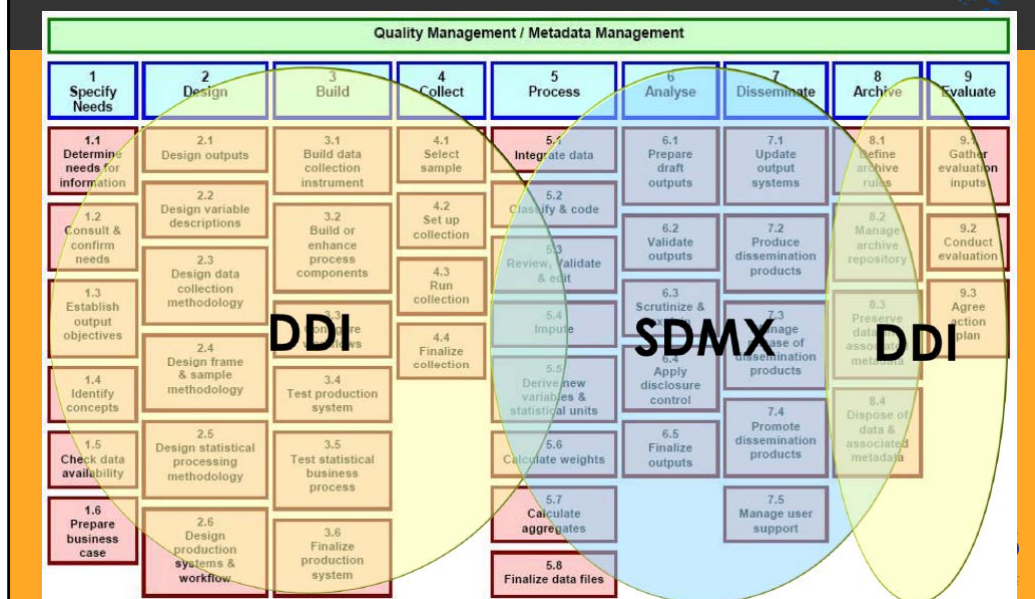 Quality Management / Metadata Management
1
Specify
Needs
2
Design
3
Build
4
Collect
5
Process
6
Analyse
7
Disseminate
8
Archive
9
Evaluate
1.1
Determine
needs for
information
1.2
Consult &
confirm
needs
1.3
Establish
output
objectives
1.4
Identify
concepts
1.5
Check data
availability
1.6
Prepare
business
case
2.1
Design outputs
2.2
Design variable
descriptions
2.3
Design data
collection
methodology
2.4
Design frame
& sample
methodology
2.5
Design statistical
processing
methodology
2.6
Design
production
systems &
workflow
3.1
Build data
collection
instrument
3.2
Build or
enhance
process
components
3.3
Configure
workflows
3.4
Test production
system
3.5
Test statistical
business
process
3.6
Finalize
production
system
4.1
Select
sample
4.2
Set up
collection
4.3
Run
collection
4.4
Finalize
collection
5.1
Integrate data
5.2
Classify & code
5.3
Review, Validate
& edit
5.4
Impute
5.5
Derive new
variables &
statistical units
5.6
Calculate weights
5.7
Calculate
aggregates
5.8
Finalize data files
6.1
Prepare
draft
outputs
6.2
Validate
outputs
6.3
Scrutinize &
6.4
Apply
disclosure
control
6.5
Finalize
outputs
7.1
Update
output
systems
7.2
Produce
dissemination
products
7.3
Manage
release of
dissemination
products
7.4
Promote
dissemination
products
7.5
Manage user
support
8.1
Define
archive
rules
8.2
Manage
archive
repository
8.3
Preserve
data
associated
metadata
8.4
Dispose of
data &
associated
metadata
9.1
Gather
evaluation
inputs
9.2
Conduct
evaluation
9.3
Agree
action
plan
DDI
SDMX
DDI